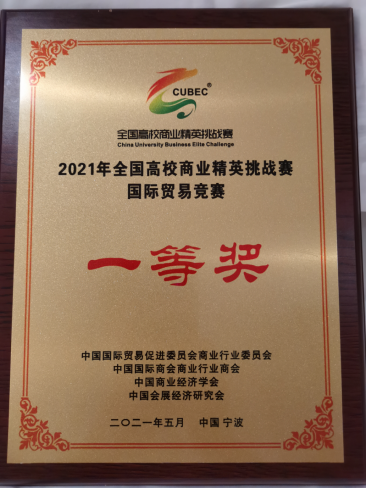 CUBEC®
全国高校商业精英挑战赛
China University Business Elite Challenge
2021年全国高校商业精英挑战赛
国际贸易竞赛
一等奖
中国国际贸易促进委员会商业行业委员会
中国国际商会商业行业商会
中国商业经济学会
中国会展经济研究会
二〇二一年五月 中国 宁波